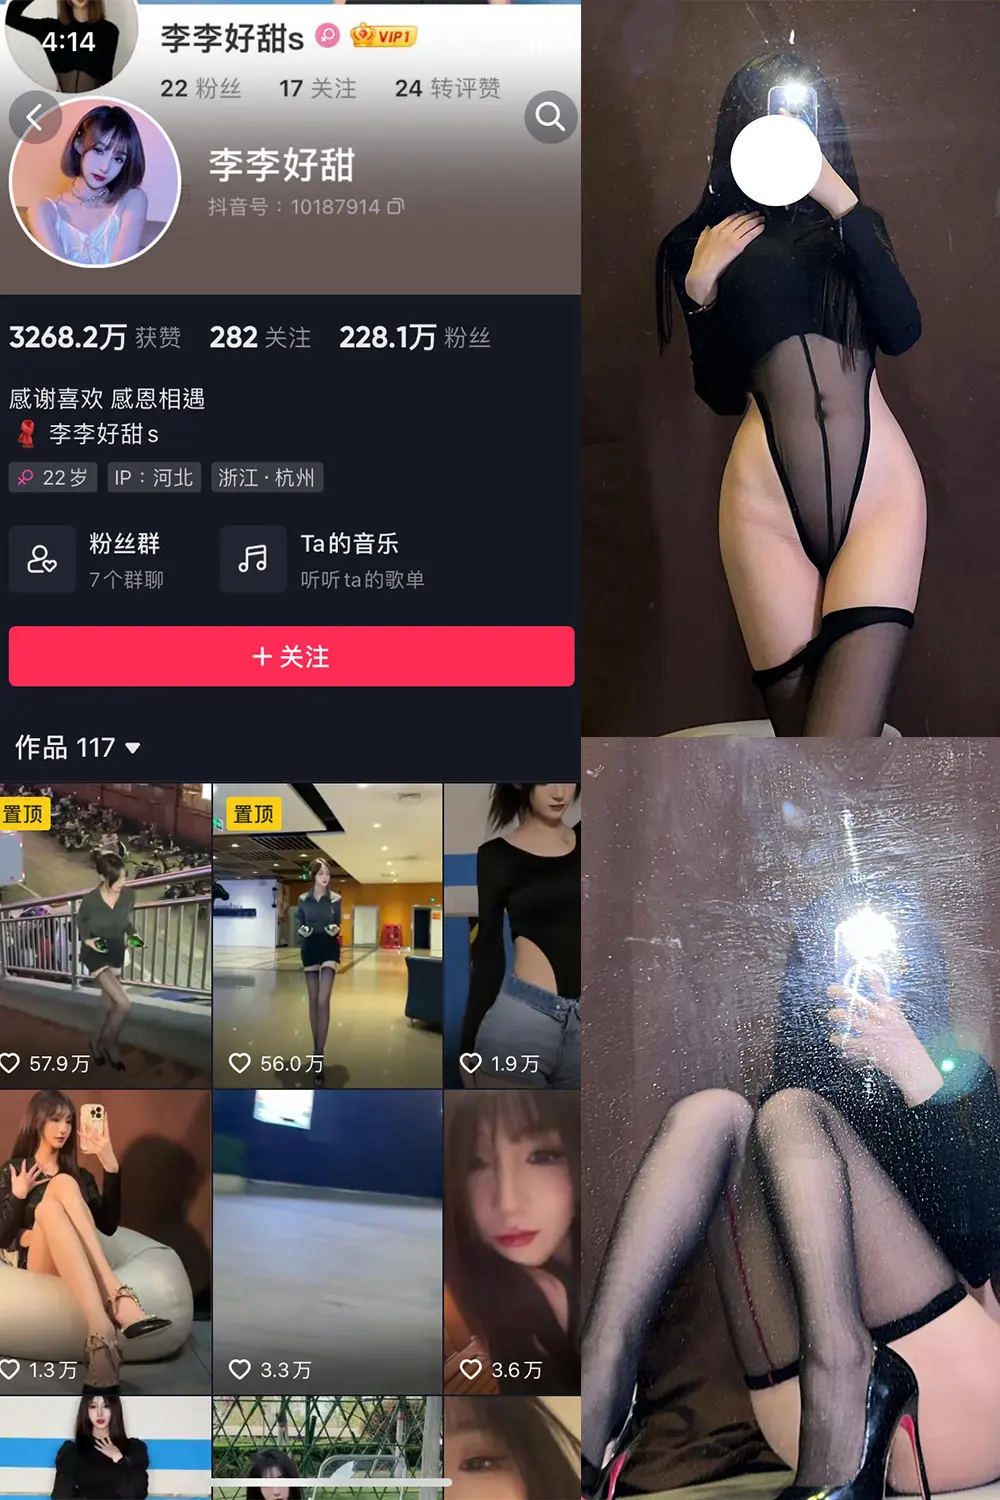 4:14
李李好甜s VIP1
22 粉丝 17 关注 24 转评赞
李李好甜
抖音号：10187914
3268.2万 获赞 282 关注 228.1万 粉丝
感谢喜欢 感恩相遇
李李好甜s
22岁 IP：河北 浙江·杭州
粉丝群
7个群聊
Ta的音乐
听听ta的歌单
+ 关注
作品 117
置顶 置顶
57.9万 56.0万 1.9万
1.3万 3.3万 3.6万